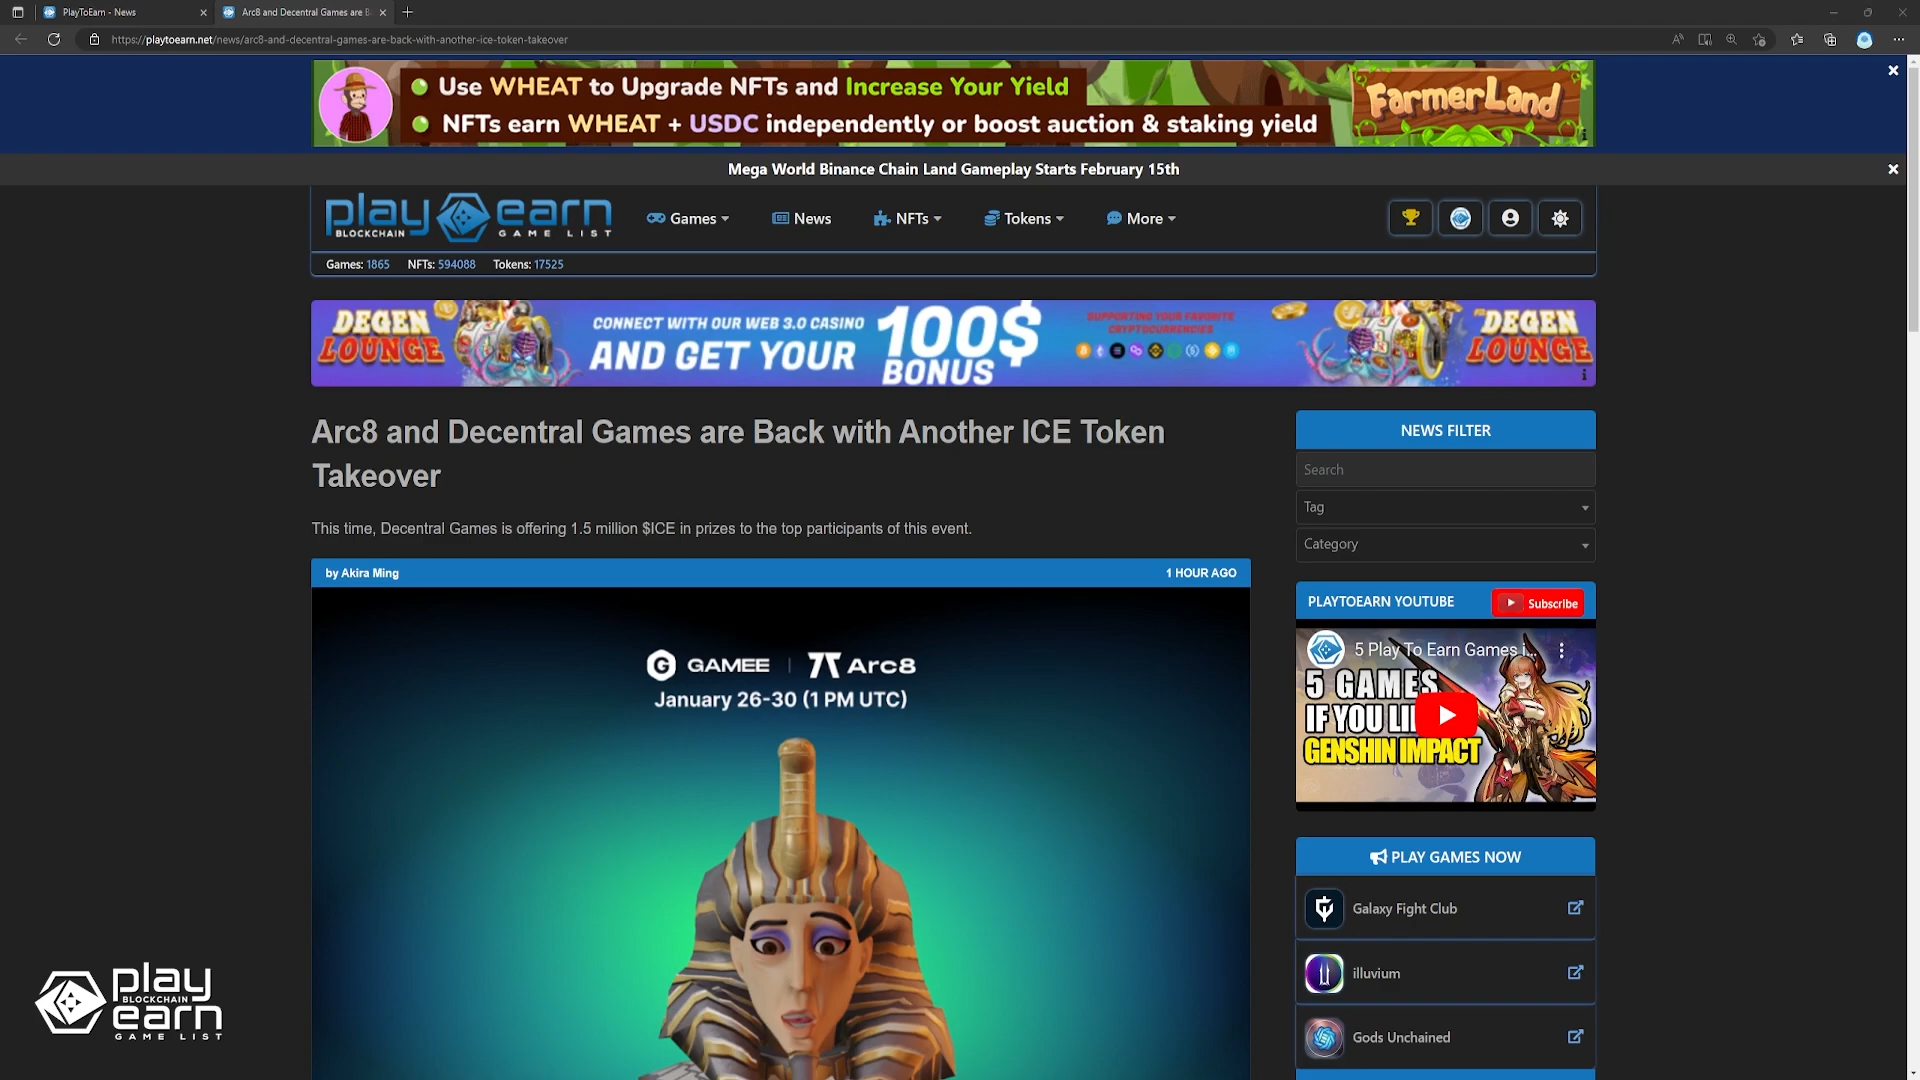 PlayToEarn - News
Arc8 and Decentral Games are B
https://playtoearn.net/news/arc8-and-decentral-games-are-back-with-another-ice-token-takeover
Use WHEAT to Upgrade NFTs and Increase Your Yield
NFTs earn WHEAT + USDC independently or boost auction & staking yield
FarmerLand
Mega World Binance Chain Land Gameplay Starts February 15th
play earn
BLOCKCHAIN GAME LIST
Games
News
NFTs
Tokens
More
Games: 1865 NFTs: 594088 Tokens: 17525
DEGEN LOUNGE
CONNECT WITH OUR WEB 3.0 CASINO
AND GET YOUR
100$
BONUS
SUPPORTING YOUR FAVORITE
CRYPTOCURRENCIES
DEGEN LOUNGE
Arc8 and Decentral Games are Back with Another ICE Token
Takeover
This time, Decentral Games is offering 1.5 million $ICE in prizes to the top participants of this event.
by Akira Ming
1 HOUR AGO
GAMEE | Arc8
January 26-30 (1 PM UTC)
NEWS FILTER
Search
Tag
Category
PLAYTOEARN YOUTUBE
Subscribe
5 Play To Earn Games i...
5 GAMES
IF YOU LI
GENSHIN IMPACT
PLAY GAMES NOW
Galaxy Fight Club
illuvium
Gods Unchained
play
BLOCKCHAIN
earn
GAME LIST